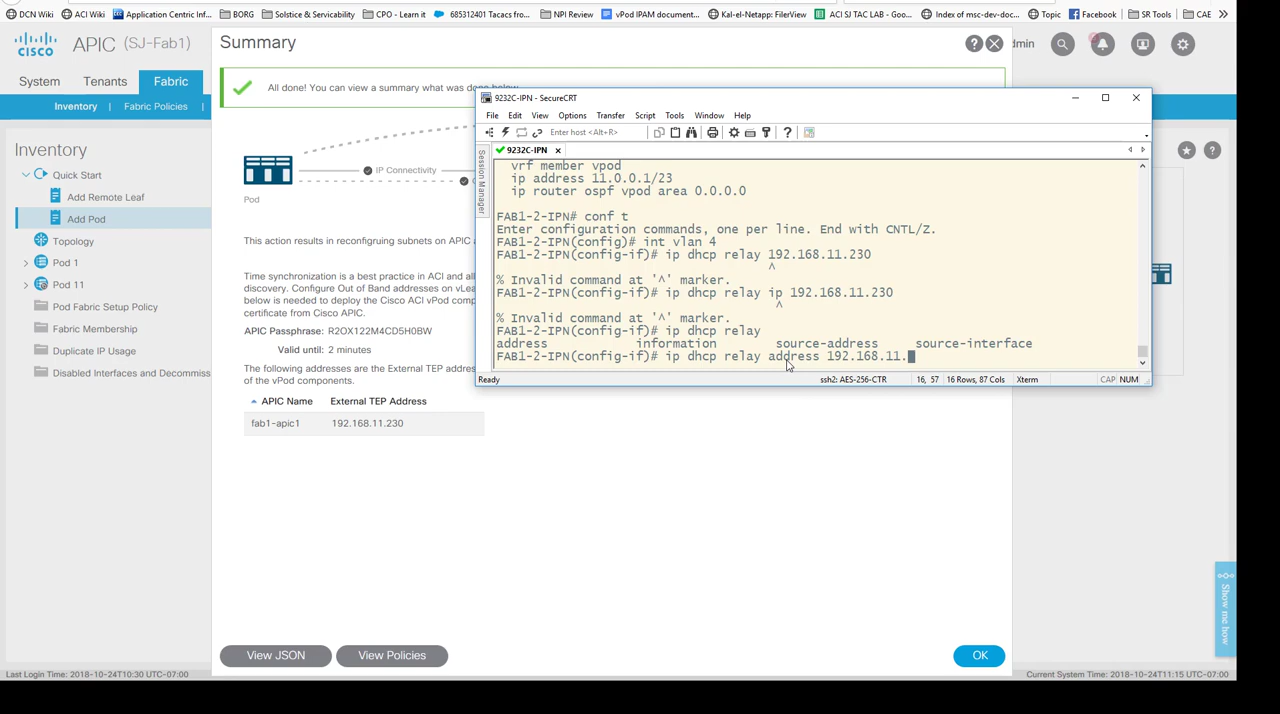 DCN Wiki
ACI Wiki
Application Centric Inf...
BORG
Solstice & Servicability
CPO - Learn it
685312401 Tacacs fro...
NPI Review
vPod IPAM document...
Kal-el-Netapp: FilerView
ACI SJ TAC LAB - Goo...
Index of msc-dev-docm...
Topic
Facebook
SR Tools
CAE
CISCO
APIC (SJ-Fab1)
System Tenants Fabric
Inventory | Fabric Policies |
Inventory
Quick Start
Add Remote Leaf
Add Pod
Topology
Pod 1
Pod 11
Pod Fabric Setup Policy
Fabric Membership
Duplicate IP Usage
Disabled Interfaces and Decommiss
Summary
All done! You can view a summary what was done below
IP Connectivity
Pod
This action results in reconfigruing subnets on APIC a
Time synchronization is a best practice in ACI and all
discovery. Configure Out of Band addresses on vLea
below is needed to deploy the Cisco ACI vPod comp
certificate from Cisco APIC.
APIC Passphrase: R2OX122M4CD5H0BW
Valid until: 2 minutes
The following addresses are the External TEP addres
of the vPod components.
APIC Name External TEP Address
fab1-apic1 192.168.11.230
View JSON View Policies OK
9232C-IPN - SecureCRT
File Edit View Options Transfer Script Tools Window Help
Enter host <Alt+R>
9232C-IPN
Session Manager
vrf member vpod
ip address 11.0.0.1/23
ip router ospf vpod area 0.0.0.0
FAB1-2-IPN# conf t
Enter configuration commands, one per line. End with CNTL/Z.
FAB1-2-IPN(config)# int vlan 4
FAB1-2-IPN(config-if)# ip dhcp relay 192.168.11.230
^
% Invalid command at '^' marker.
FAB1-2-IPN(config-if)# ip dhcp relay ip 192.168.11.230
^
% Invalid command at '^' marker.
FAB1-2-IPN(config-if)# ip dhcp relay
address information source-address source-interface
FAB1-2-IPN(config-if)# ip dhcp relay address 192.168.11.
Ready ssh2: AES-256-CTR 16, 57 16 Rows, 87 Cols Xterm CAP NUM
dmin
Show me how
Last Login Time: 2018-10-24T10:30 UTC-07:00
Current System Time: 2018-10-24T11:15 UTC-07:00